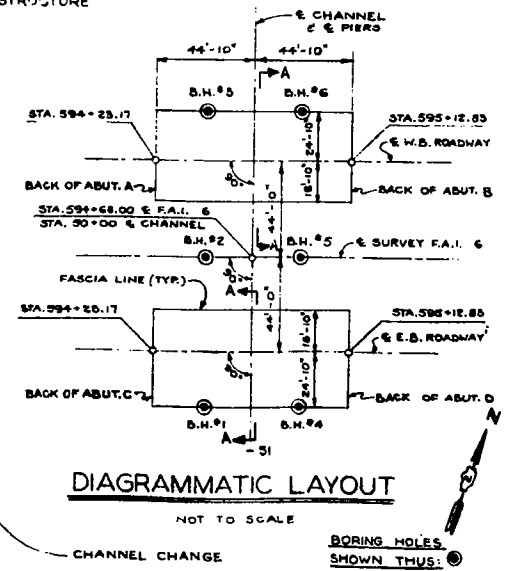 STRUCTURE
℄ CHANNEL
& ℄ PIERS
44'-10" 44'-10"
A
B.H.#3 B.H.#6
STA. 594+23.17
STA. 595+12.83
24'-10"
℄ W.B. ROADWAY
90°
18'-10"
BACK OF ABUT. A
BACK OF ABUT. B
44'-0"
STA. 594+68.00 ℄ F.A.I. 6
STA. 50+00 ℄ CHANNEL
A
B.H.#2 B.H.#5
℄ SURVEY F.A.I. 6
90°
FASCIA LINE (TYP.)
A
44'-0"
STA. 594+23.17
STA. 595+12.83
18'-10"
℄ E.B. ROADWAY
90°
24'-10"
BACK OF ABUT. C
BACK OF ABUT. D
B.H.#1 B.H.#4
A
- 51
N
DIAGRAMMATIC LAYOUT
NOT TO SCALE
CHANNEL CHANGE
BORING HOLES
SHOWN THUS: